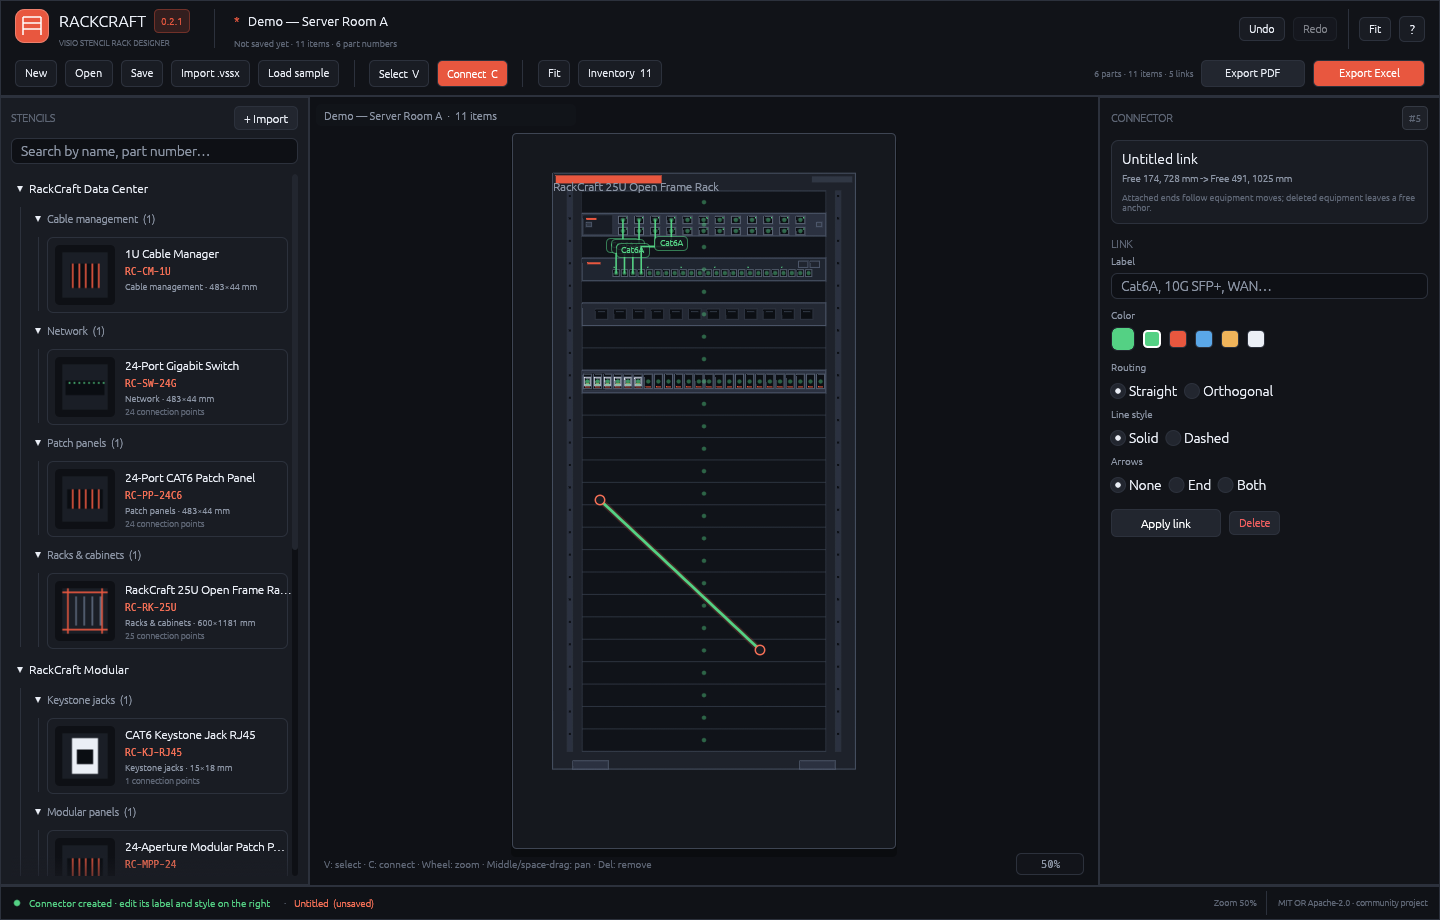 RACKCRAFT 0.2.1
VISIO STENCIL RACK DESIGNER
* Demo — Server Room A
Not saved yet · 11 items · 6 part numbers
Undo Redo Fit ?
New Open Save Import .vssx Load sample Select V Connect C Fit Inventory 11
6 parts · 11 items · 5 links Export PDF Export Excel
STENCILS + Import
Search by name, part number...
▼ RackCraft Data Center
▼ Cable management (1)
1U Cable Manager
RC-CM-1U
Cable management · 483×44 mm
▼ Network (1)
24-Port Gigabit Switch
RC-SW-24G
Network · 483×44 mm
24 connection points
▼ Patch panels (1)
24-Port CAT6 Patch Panel
RC-PP-24C6
Patch panels · 483×44 mm
24 connection points
▼ Racks & cabinets (1)
RackCraft 25U Open Frame Ra...
RC-RK-25U
Racks & cabinets · 600×1181 mm
25 connection points
▼ RackCraft Modular
▼ Keystone jacks (1)
CAT6 Keystone Jack RJ45
RC-KJ-RJ45
Keystone jacks · 15×18 mm
1 connection points
▼ Modular panels (1)
24-Aperture Modular Patch P...
RC-MPP-24
Demo — Server Room A · 11 items
RackCraft 25U Open Frame Rack
Cat6A
Cat6A
V: select · C: connect · Wheel: zoom · Middle/space-drag: pan · Del: remove
50%
CONNECTOR #5
Untitled link
Free 174, 728 mm -> Free 491, 1025 mm
Attached ends follow equipment moves; deleted equipment leaves a free
anchor.
LINK
Label
Cat6A, 10G SFP+, WAN...
Color
Routing
Straight Orthogonal
Line style
Solid Dashed
Arrows
None End Both
Apply link Delete
Connector created · edit its label and style on the right · Untitled (unsaved)
Zoom 50% MIT OR Apache-2.0 · community project